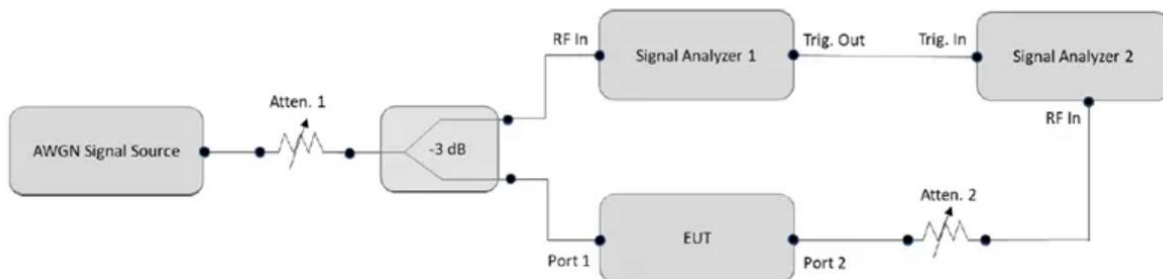 RF In
Signal Analyzer 1
Trig. Out
Trig. In
Signal Analyzer 2
RF In
Atten. 1
AWGN Signal Source
-3 dB
Atten. 2
EUT
Port 1
Port 2